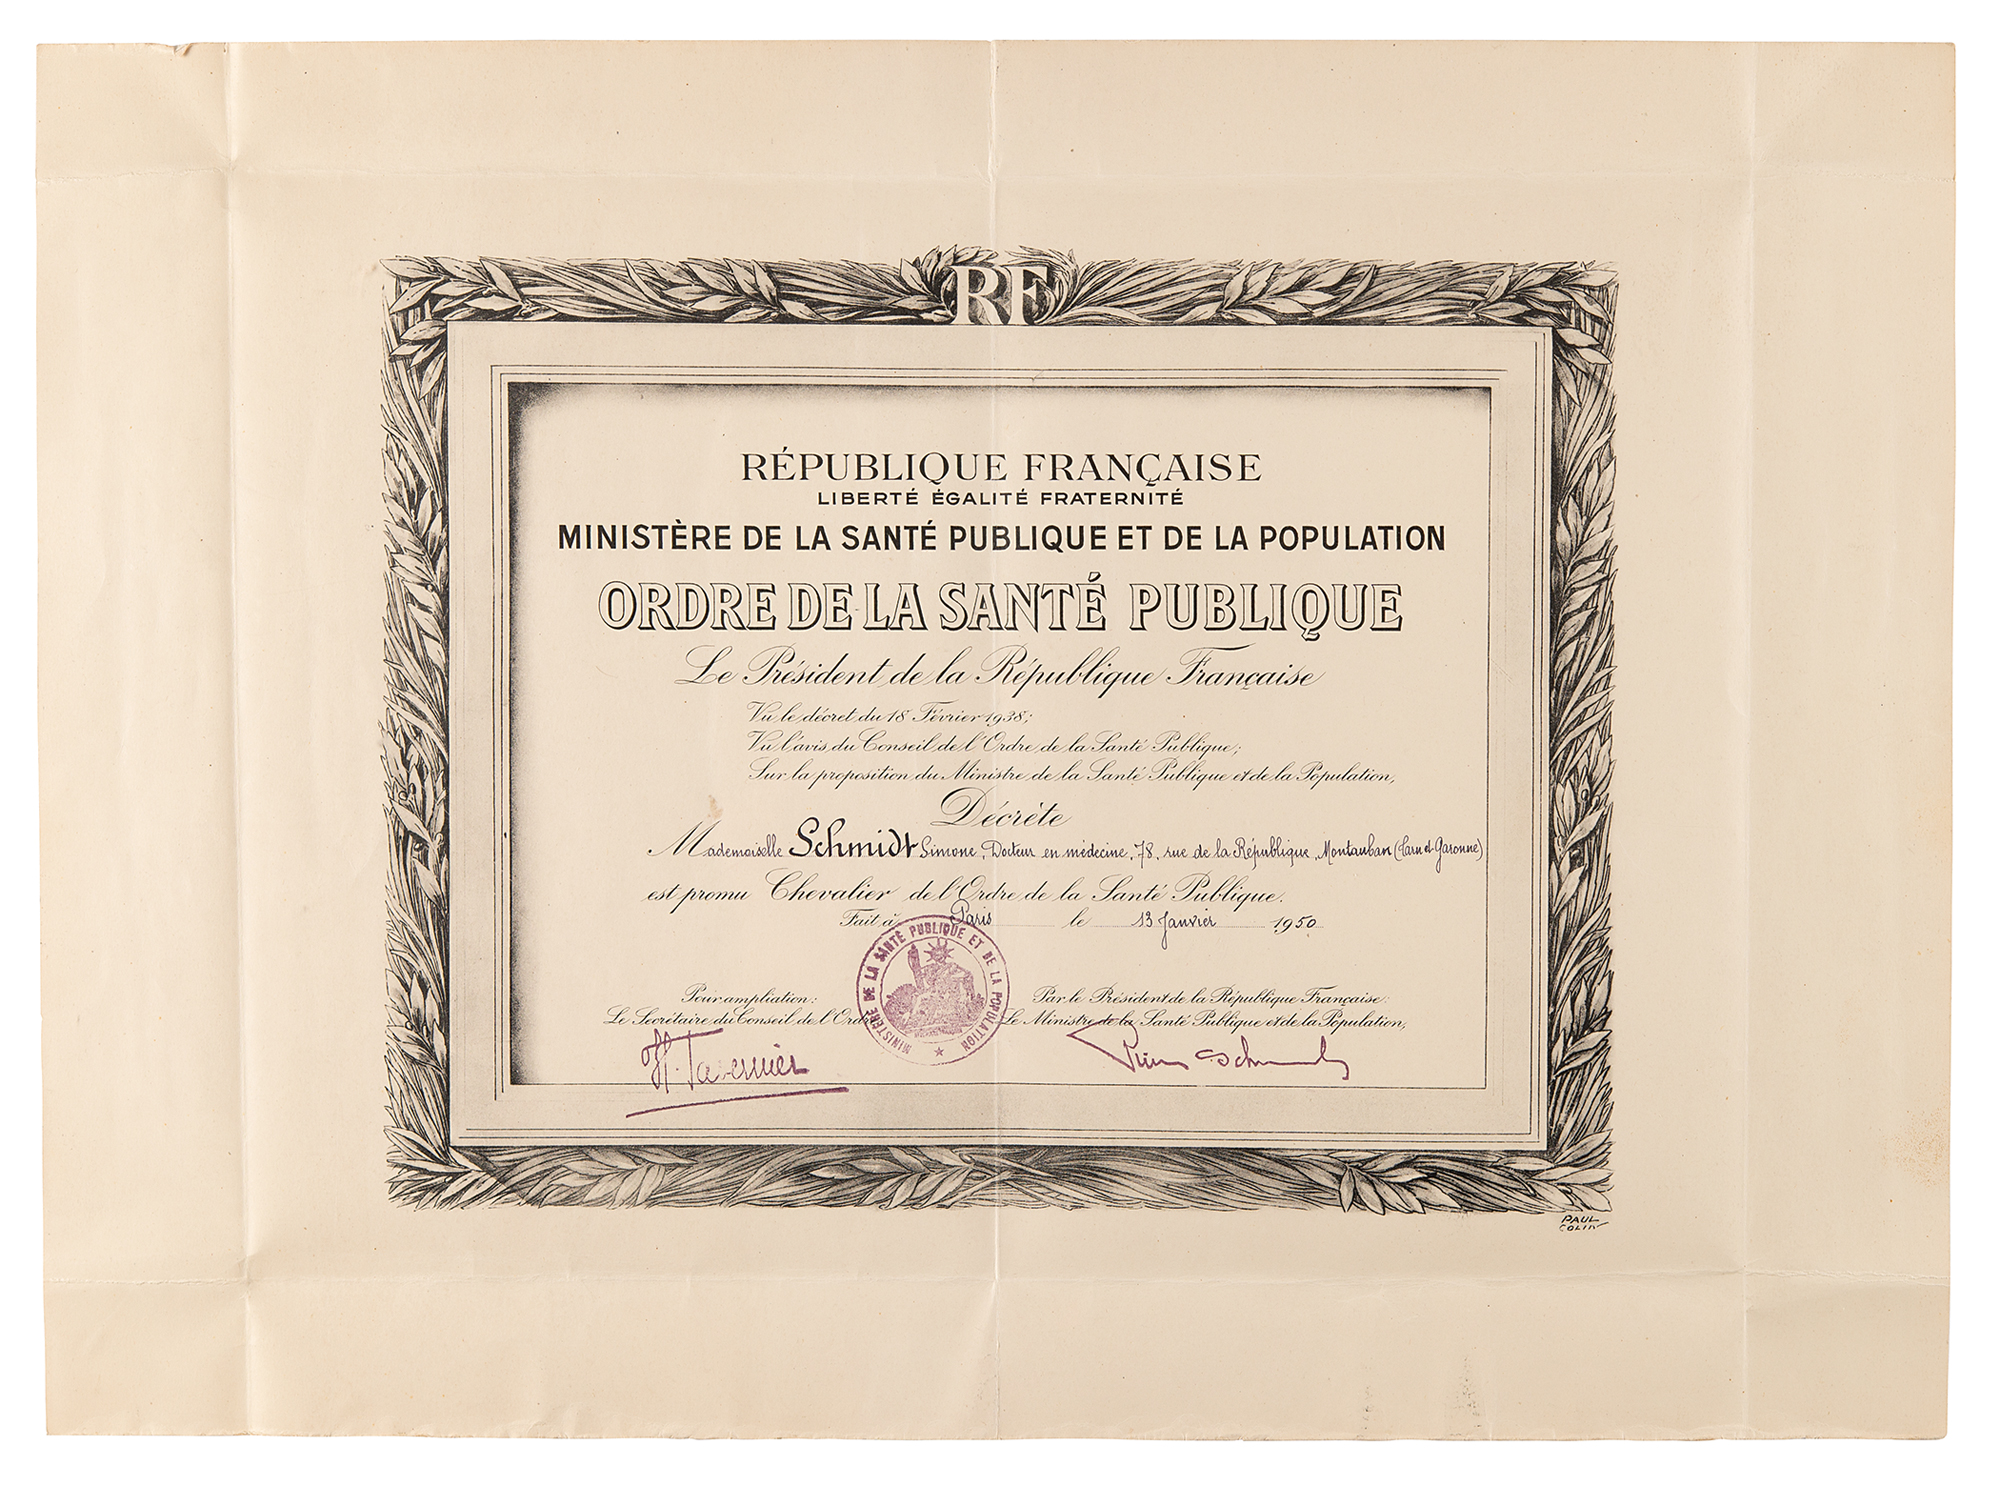 RF
RÉPUBLIQUE FRANÇAISE
LIBERTÉ ÉGALITÉ FRATERNITÉ
MINISTÈRE DE LA SANTÉ PUBLIQUE ET DE LA POPULATION
ORDRE DE LA SANTÉ PUBLIQUE
Le Président de la République Française
Vu le décret du 18 Février 1938;
Vu l'avis du Conseil de l'Ordre de la Santé Publique;
Sur la proposition du Ministre de la Santé Publique et de la Population,
Décrète
Mademoiselle Schmidt Simone, Docteur en médecine, 78, rue de la République, Montauban (Tarn et Garonne)
est promu Chevalier de l'Ordre de la Santé Publique.
Fait à Paris le 13 Janvier 1950
MINISTÈRE DE LA SANTÉ PUBLIQUE ET DE LA POPULATION
Pour ampliation: Par le Président de la République Française:
Le Secrétaire du Conseil de l'Ordre Le Ministre de la Santé Publique et de la Population,
H. Tavernier
PAUL
COLIN